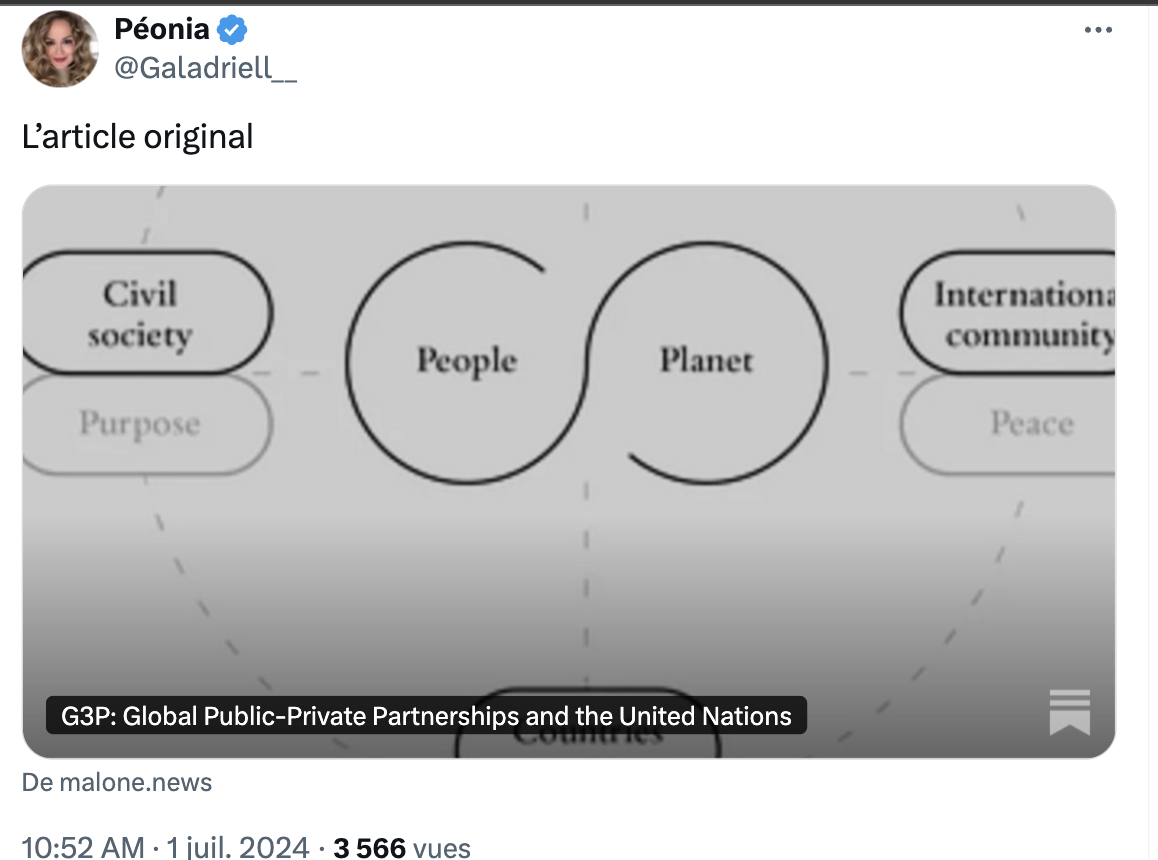 Péonia
@Galadriell__
L’article original
Civil
society
Purpose
People
Planet
Internationa
community
Peace
Countries
G3P: Global Public-Private Partnerships and the United Nations
De malone.news
10:52 AM · 1 juil. 2024 · 3 566 vues